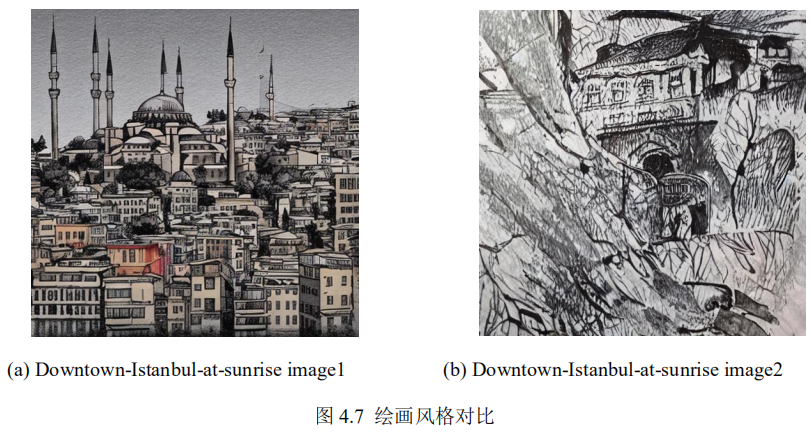 (a) Downtown-Istanbul-at-sunrise image1
(b) Downtown-Istanbul-at-sunrise image2
图 4.7 绘画风格对比